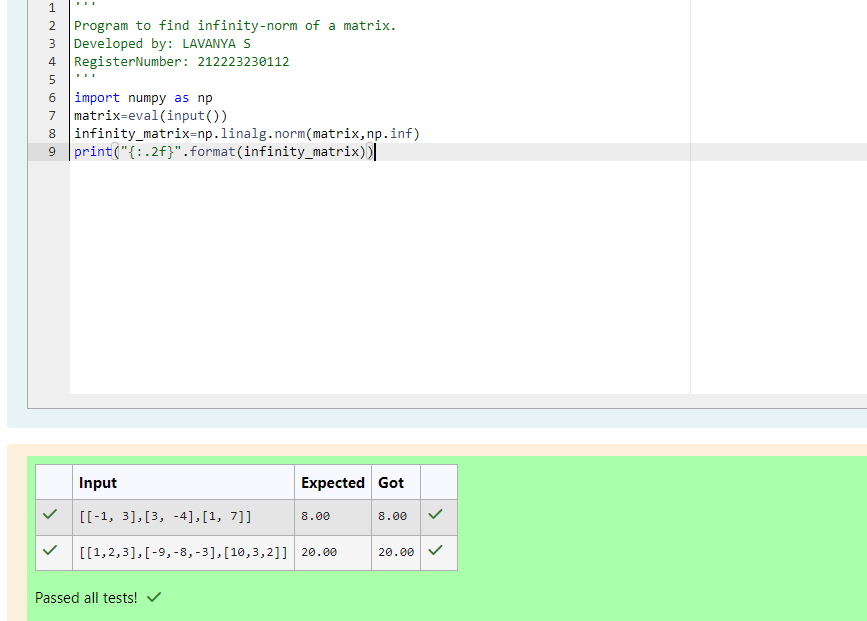 1 '''
2 Program to find infinity-norm of a matrix.
3 Developed by: LAVANYA S
4 RegisterNumber: 212223230112
5 '''
6 import numpy as np
7 matrix=eval(input())
8 infinity_matrix=np.linalg.norm(matrix,np.inf)
9 print("{:.2f}".format(infinity_matrix))
Input Expected Got
[[-1, 3],[3, -4],[1, 7]] 8.00 8.00
[[1,2,3],[-9,-8,-3],[10,3,2]] 20.00 20.00
Passed all tests!